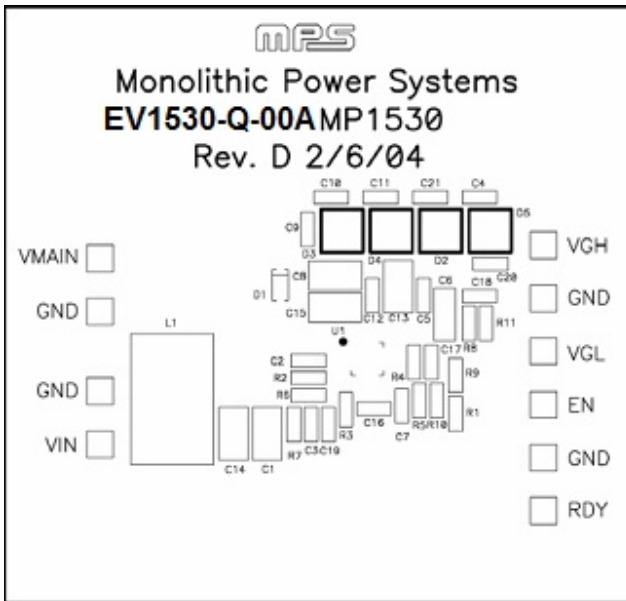 mps
Monolithic Power Systems
EV1530-Q-00A MP1530
Rev. D 2/6/04
C10 C11 C21 C4
C9 D5
D3 D4 D2
VMAIN VGH
C8 C20
D1 C6 C18
GND GND
C15 C12 C13 C5 R11
L1 U1 R8
C17 VGL
C2 R4 R9
R2
GND R6 EN
R3 C16 C7 R5 R10 R1
VIN R7 C3 C19 GND
C14 C1
RDY